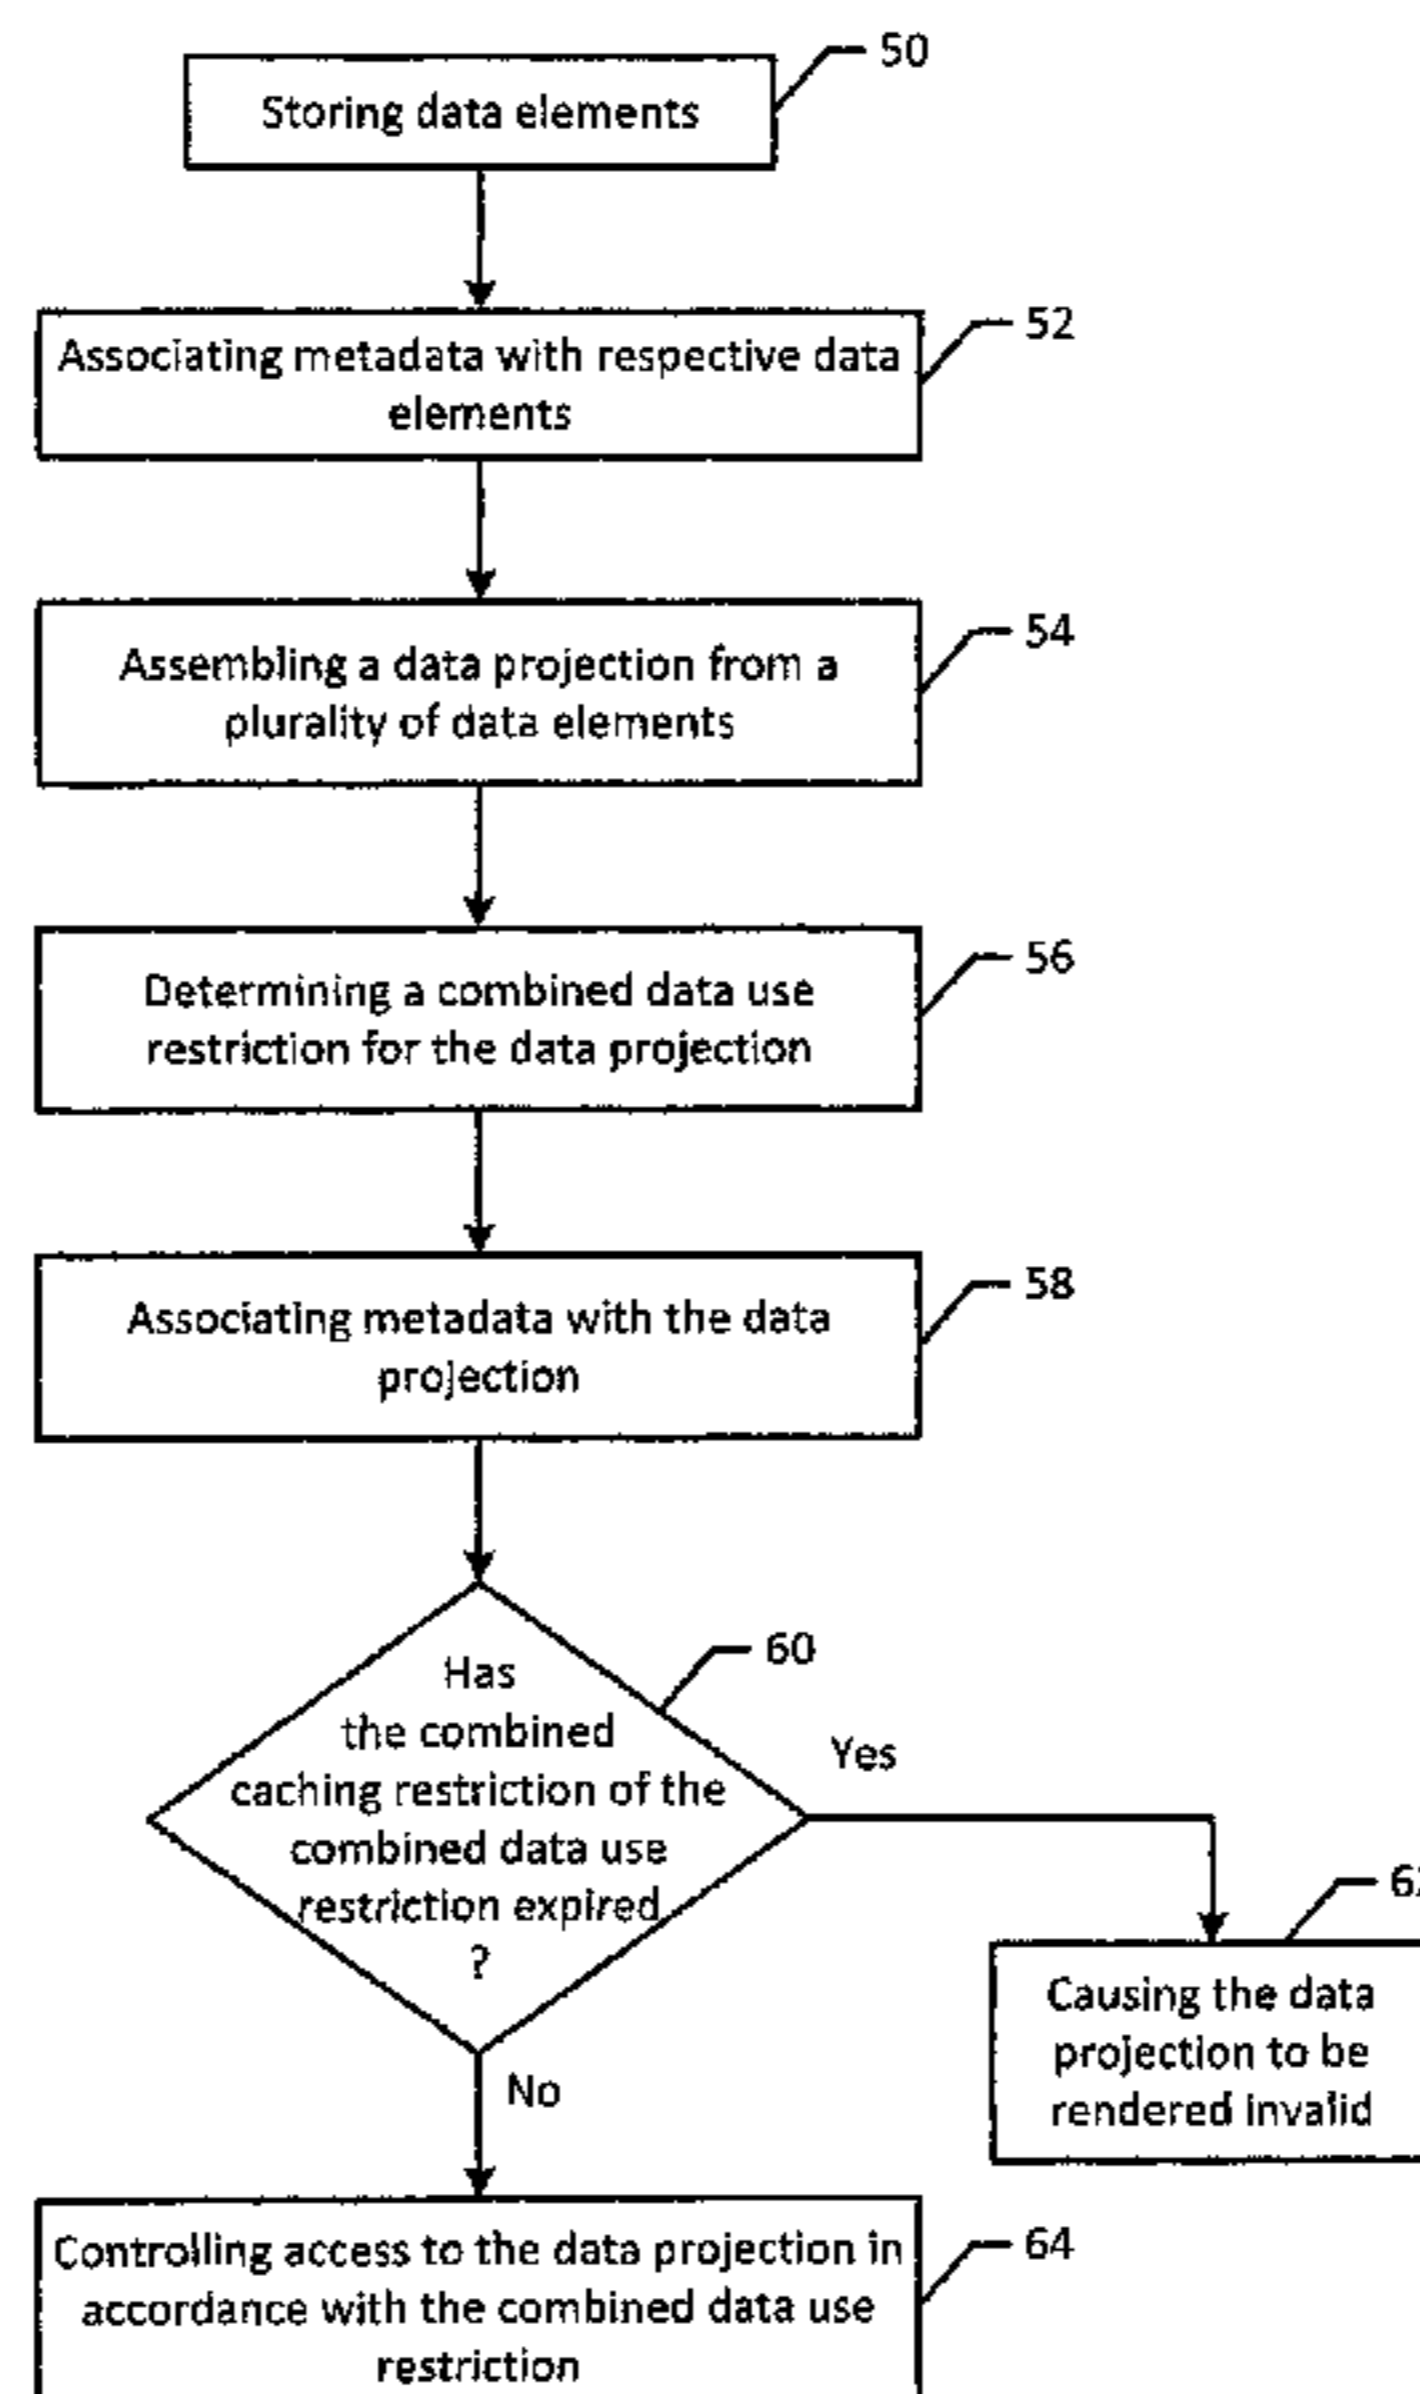 50
Storing data elements
52
Associating metadata with respective data
elements
54
Assembling a data projection from a
plurality of data elements
56
Determining a combined data use
restriction for the data projection
58
Associating metadata with the data
projection
60
Has
the combined
caching restriction of the
combined data use
restriction expired
?
Yes
Causing the data
projection to be
rendered invalid
No
64
Controlling access to the data projection in
accordance with the combined data use
restriction